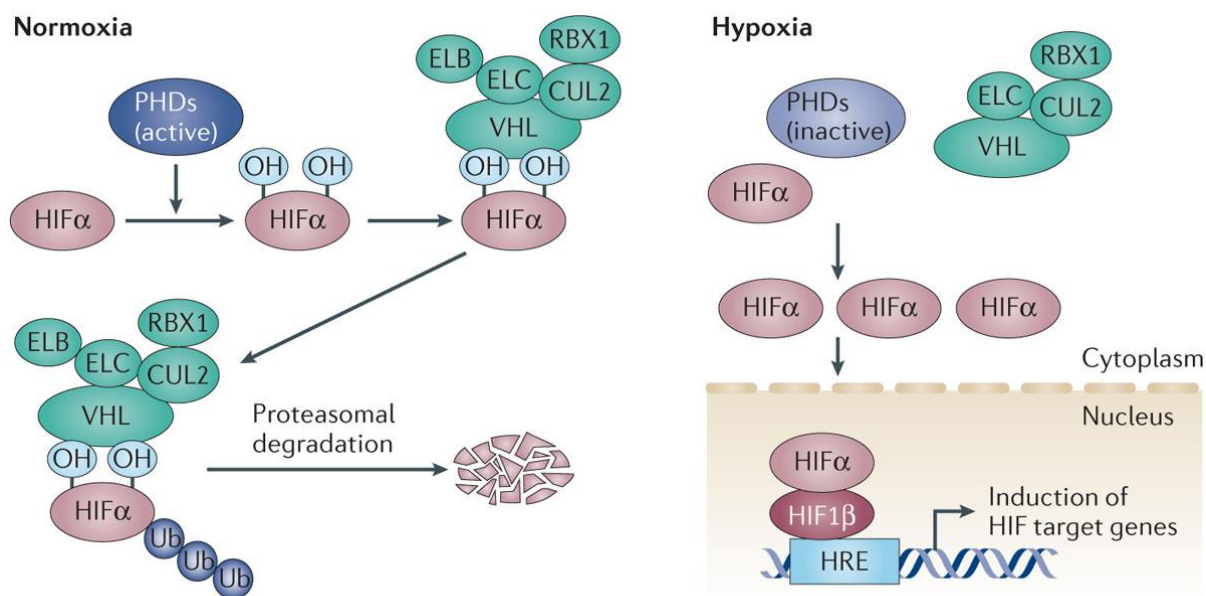 Normoxia
ELB
RBX1
ELC
CUL2
VHL
PHDs
(active)
OH
OH
OH
OH
HIFα
HIFα
HIFα
RBX1
ELB
ELC
CUL2
VHL
OH
OH
HIFα
Ub
Ub
Ub
Proteasomal
degradation
Hypoxia
PHDs
(inactive)
RBX1
ELC
CUL2
VHL
HIFα
HIFα
HIFα
HIFα
Cytoplasm
Nucleus
HIFα
HIF1β
HRE
Induction of
HIF target genes